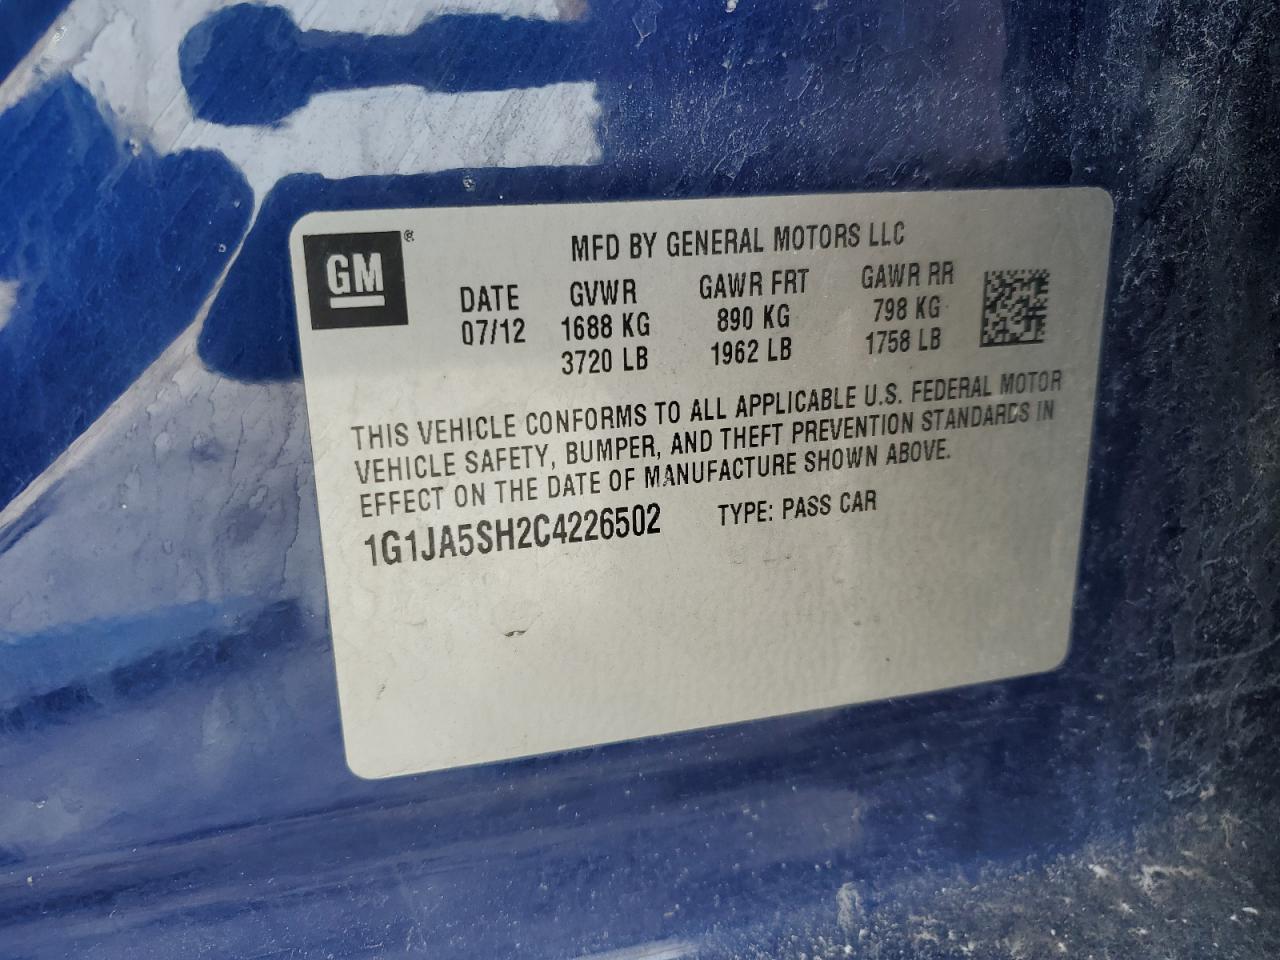 GM ®
MFD BY GENERAL MOTORS LLC
DATE GVWR GAWR FRT GAWR RR
07/12 1688 KG 890 KG 798 KG
3720 LB 1962 LB 1758 LB
THIS VEHICLE CONFORMS TO ALL APPLICABLE U.S. FEDERAL MOTOR
VEHICLE SAFETY, BUMPER, AND THEFT PREVENTION STANDARDS IN
EFFECT ON THE DATE OF MANUFACTURE SHOWN ABOVE.
1G1JA5SH2C4226502 TYPE: PASS CAR